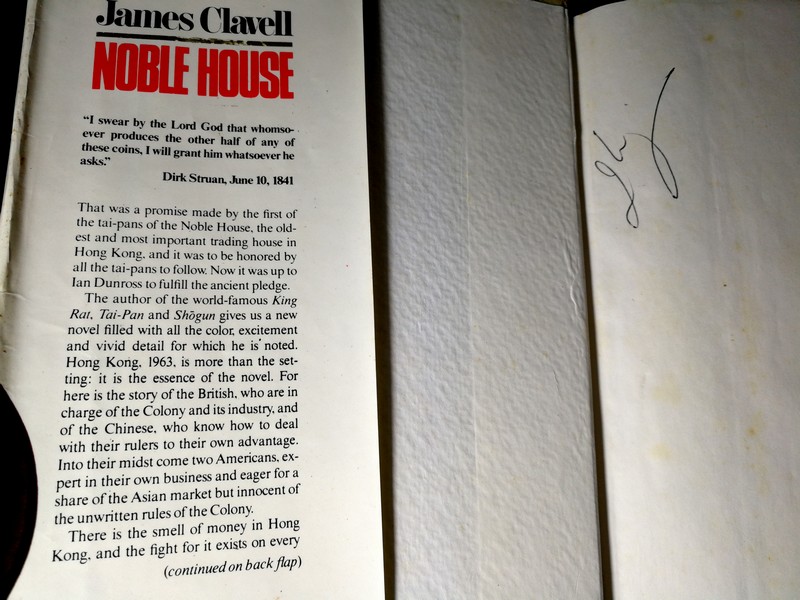 James Clavell
NOBLE HOUSE
“I swear by the Lord God that whomso-
ever produces the other half of any of
these coins, I will grant him whatsoever he
asks.”
Dirk Struan, June 10, 1841
That was a promise made by the first of
the tai-pans of the Noble House, the old-
est and most important trading house in
Hong Kong, and it was to be honored by
all the tai-pans to follow. Now it was up to
Ian Dunross to fulfill the ancient pledge.
The author of the world-famous King
Rat, Tai-Pan and Shōgun gives us a new
novel filled with all the color, excitement
and vivid detail for which he is noted.
Hong Kong, 1963, is more than the set-
ting: it is the essence of the novel. For
here is the story of the British, who are in
charge of the Colony and its industry, and
of the Chinese, who know how to deal
with their rulers to their own advantage.
Into their midst come two Americans, ex-
pert in their own business and eager for a
share of the Asian market but innocent of
the unwritten rules of the Colony.
There is the smell of money in Hong
Kong, and the fight for it exists on every
(continued on back flap)